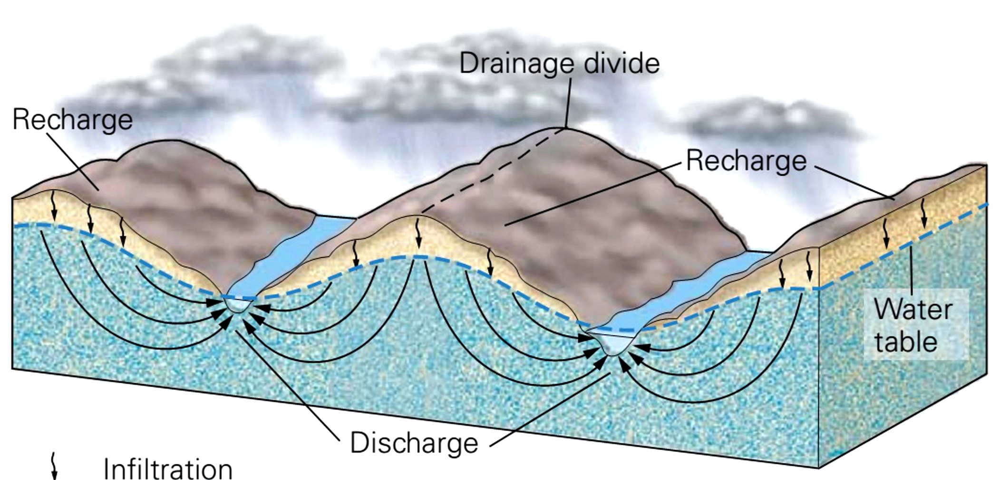 Drainage divide
Recharge
Recharge
Water
table
Discharge
Infiltration